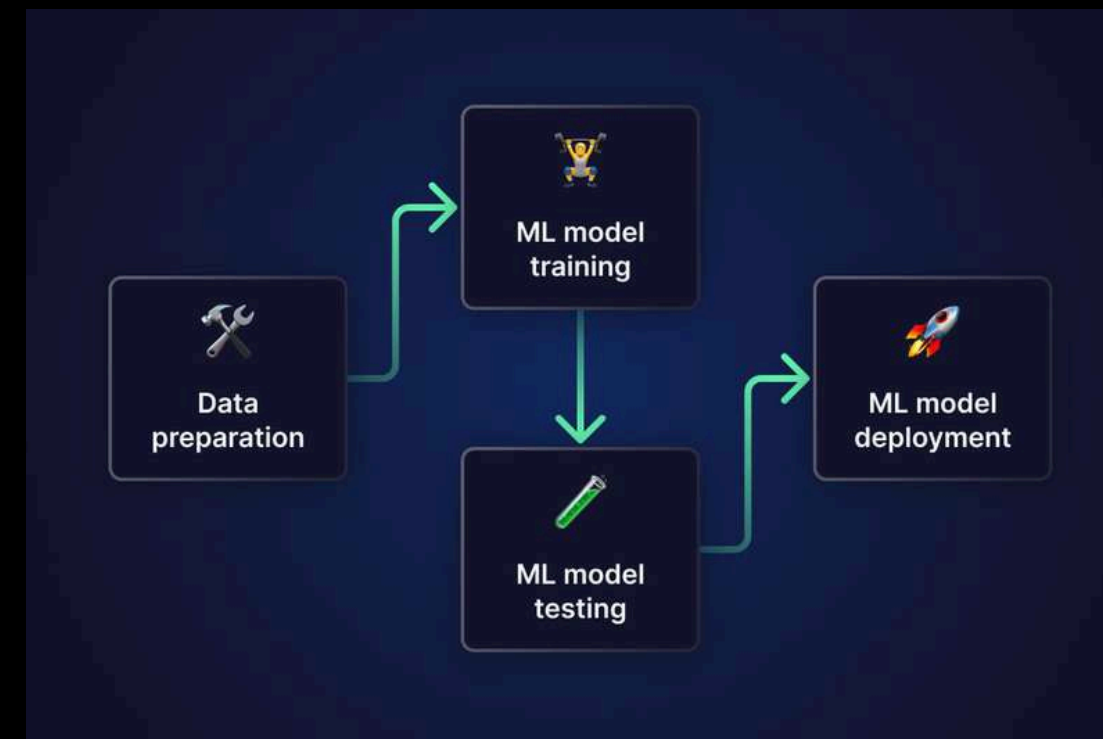 Data
preparation
ML model
training
ML model
testing
ML model
deployment